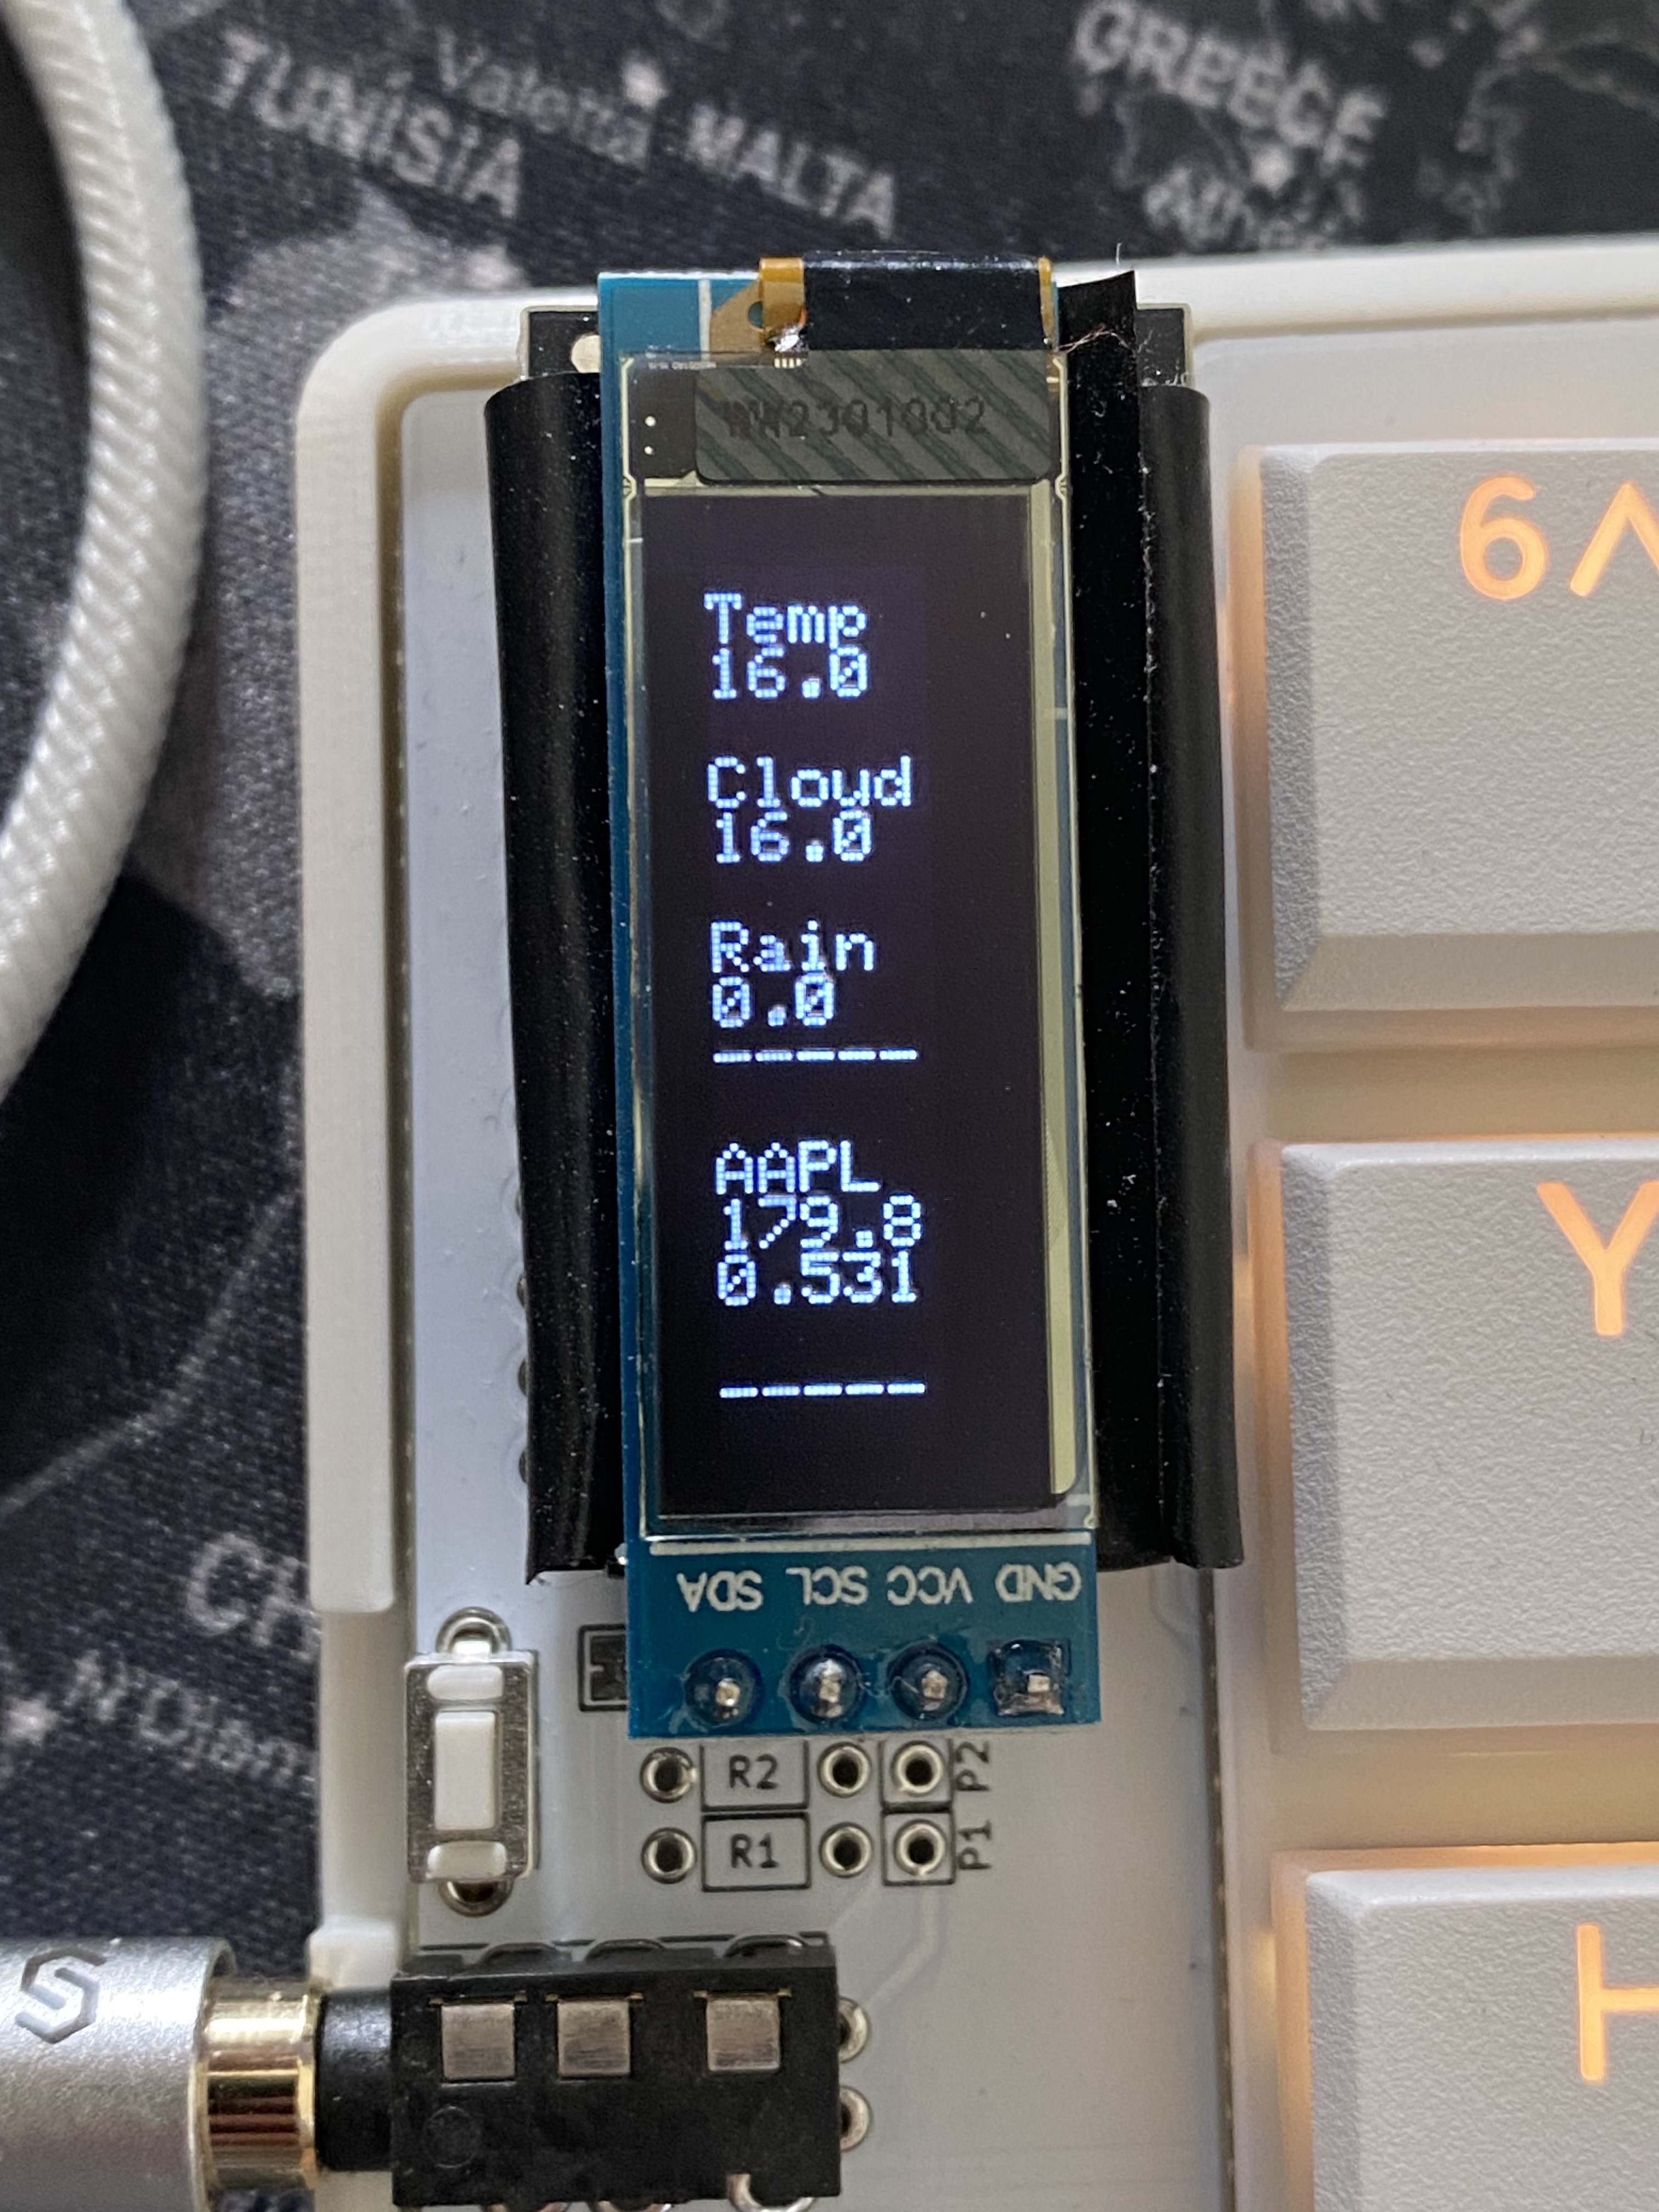 TUNISIA
Valetta
MALTA
GREECE
WW2301002
6^
Temp
16.0
Cloud
16.0
Rain
0.0
-----
AAPL
179.8
0.531
-----
Y
SDA SCL VCC GND
R2 P2
R1 P1
H